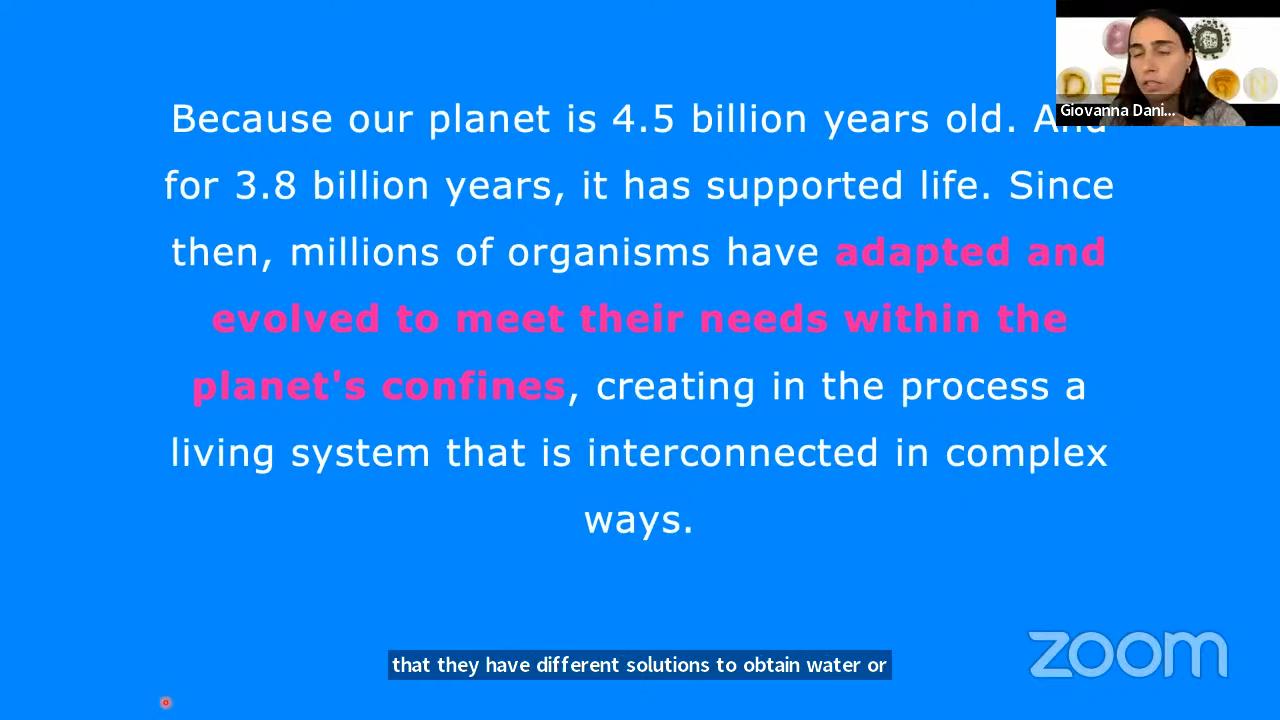 Because our planet is 4.5 billion years old. And
for 3.8 billion years, it has supported life. Since
then, millions of organisms have adapted and
evolved to meet their needs within the
planet's confines, creating in the process a
living system that is interconnected in complex
ways.
Giovanna Dani...
that they have different solutions to obtain water or
zoom